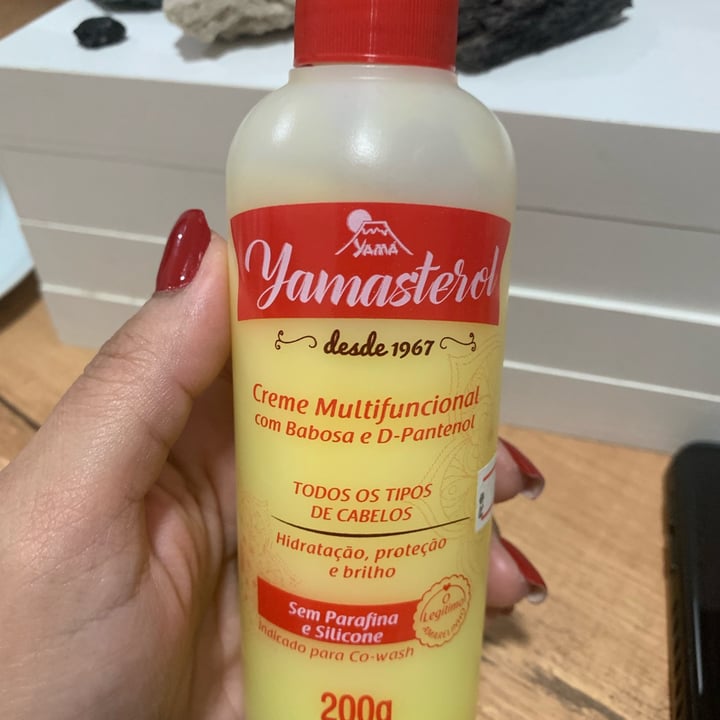 YAMÁ
Yamasterol
desde 1967
Creme Multifuncional
com Babosa e D-Pantenol
TODOS OS TIPOS
DE CABELOS
Hidratação, proteção
e brilho
Sem Parafina
e Silicone
O
Legítimo
AMARELINHO
Indicado para Co-wash
200g